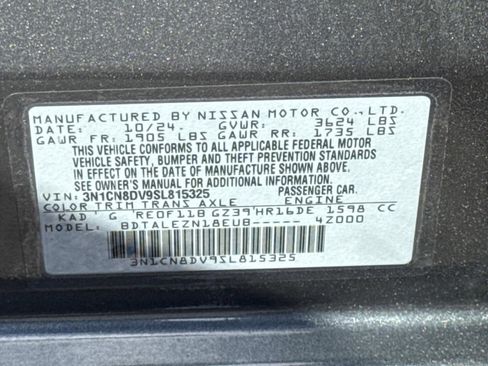 MANUFACTURED BY NISSAN MOTOR CO., LTD.
DATE: 10/24 GVWR: 3624 LBS
GAWR FR: 1905 LBS GAWR RR: 1735 LBS
THIS VEHICLE CONFORMS TO ALL APPLICABLE FEDERAL MOTOR
VEHICLE SAFETY, BUMPER AND THEFT PREVENTION STANDARDS
IN EFFECT ON THE DATE OF MANUFACTURE SHOWN ABOVE.
SEE OWNER'S MANUAL FOR ADDITIONAL INFORMATION
VIN: 3N1CN8DV9SL815325 PASSENGER CAR.
COLOR TRIM TRANS AXLE ENGINE
KAD G RE0F11B GZ39 HR16DE 1598 CC
MODEL: BDTALEZN18EUB-----4Z000
3N1CN8DV9SL815325